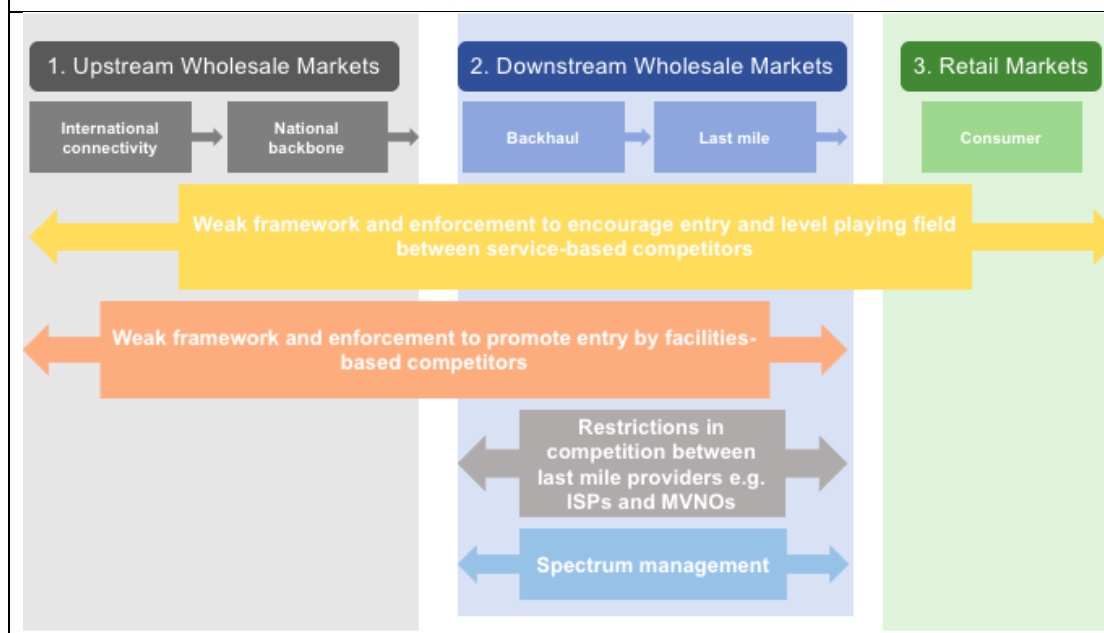 1. Upstream Wholesale Markets
2. Downstream Wholesale Markets
3. Retail Markets
International
connectivity
National
backbone
Backhaul
Last mile
Consumer
Weak framework and enforcement to encourage entry and level playing field
between service-based competitors
Weak framework and enforcement to promote entry by facilities-
based competitors
Restrictions in
competition between
last mile providers e.g.
ISPs and MVNOs
Spectrum management